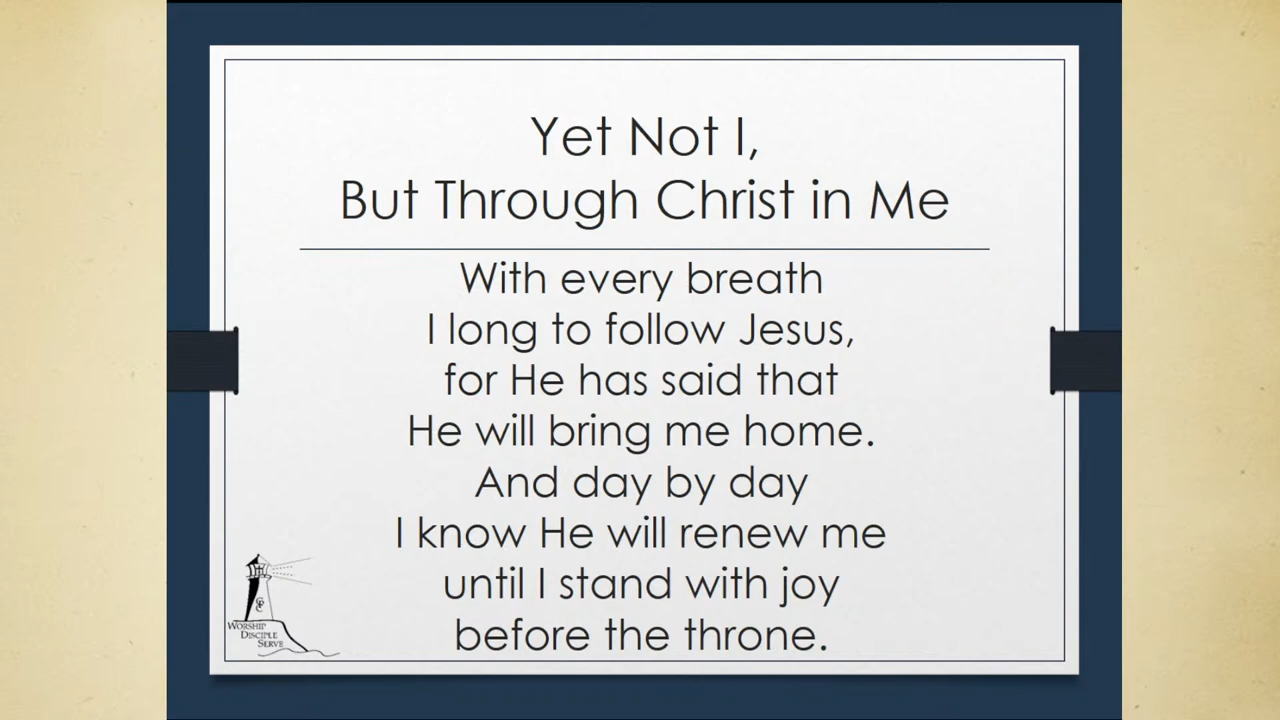 Yet Not I,
But Through Christ in Me
With every breath
I long to follow Jesus,
for He has said that
He will bring me home.
And day by day
I know He will renew me
until I stand with joy
before the throne.
WORSHIP
DISCIPLE
SERVE